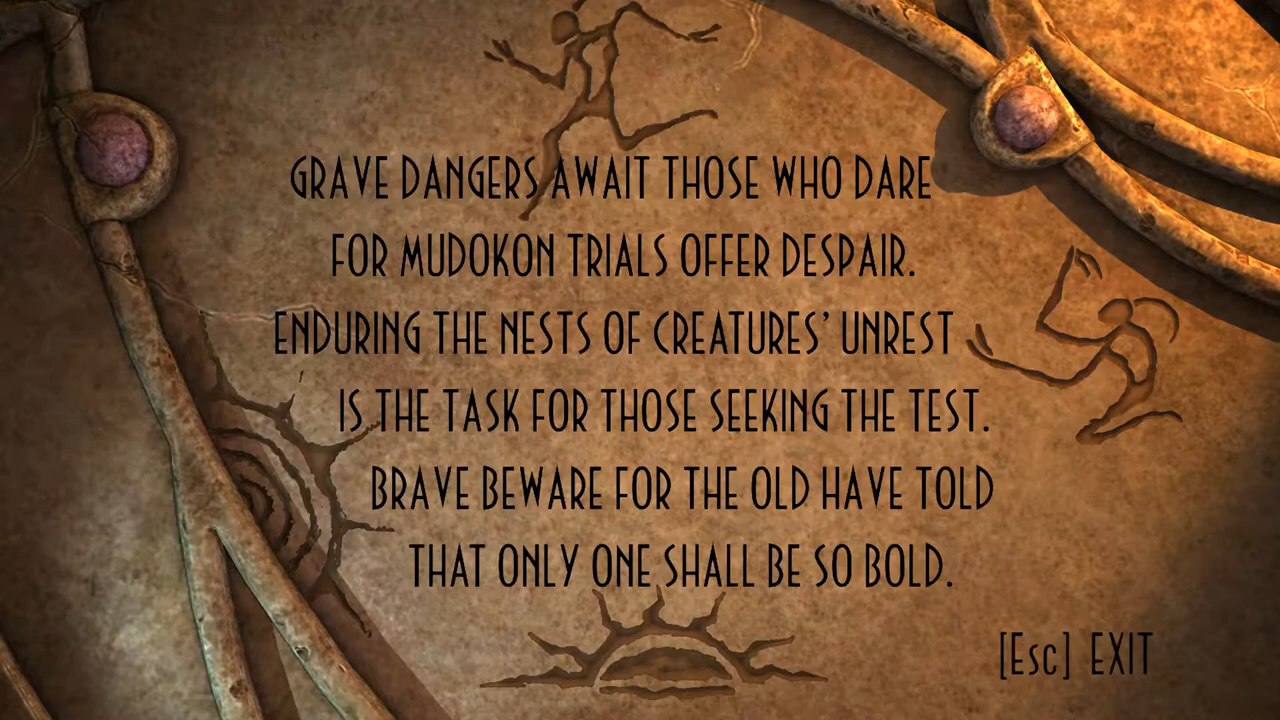 GRAVE DANGERS AWAIT THOSE WHO DARE
FOR MUDOKON TRIALS OFFER DESPAIR.
ENDURING THE NESTS OF CREATURES' UNREST
IS THE TASK FOR THOSE SEEKING THE TEST.
BRAVE BEWARE FOR THE OLD HAVE TOLD
THAT ONLY ONE SHALL BE SO BOLD.
[Esc] EXIT